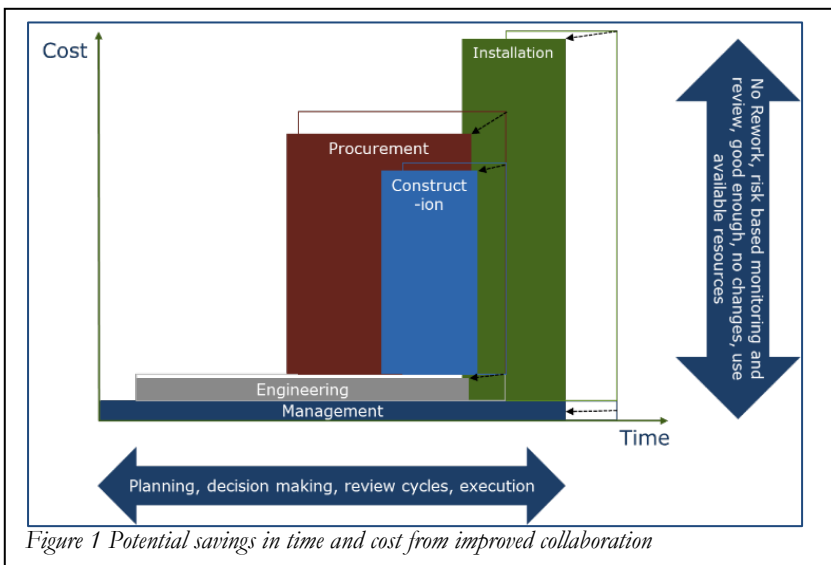 Cost
Installation
Procurement
Construct
-ion
Engineering
Management
Time
No Rework, risk based monitoring and
review, good enough, no changes, use
available resources
Planning, decision making, review cycles, execution
Figure 1 Potential savings in time and cost from improved collaboration